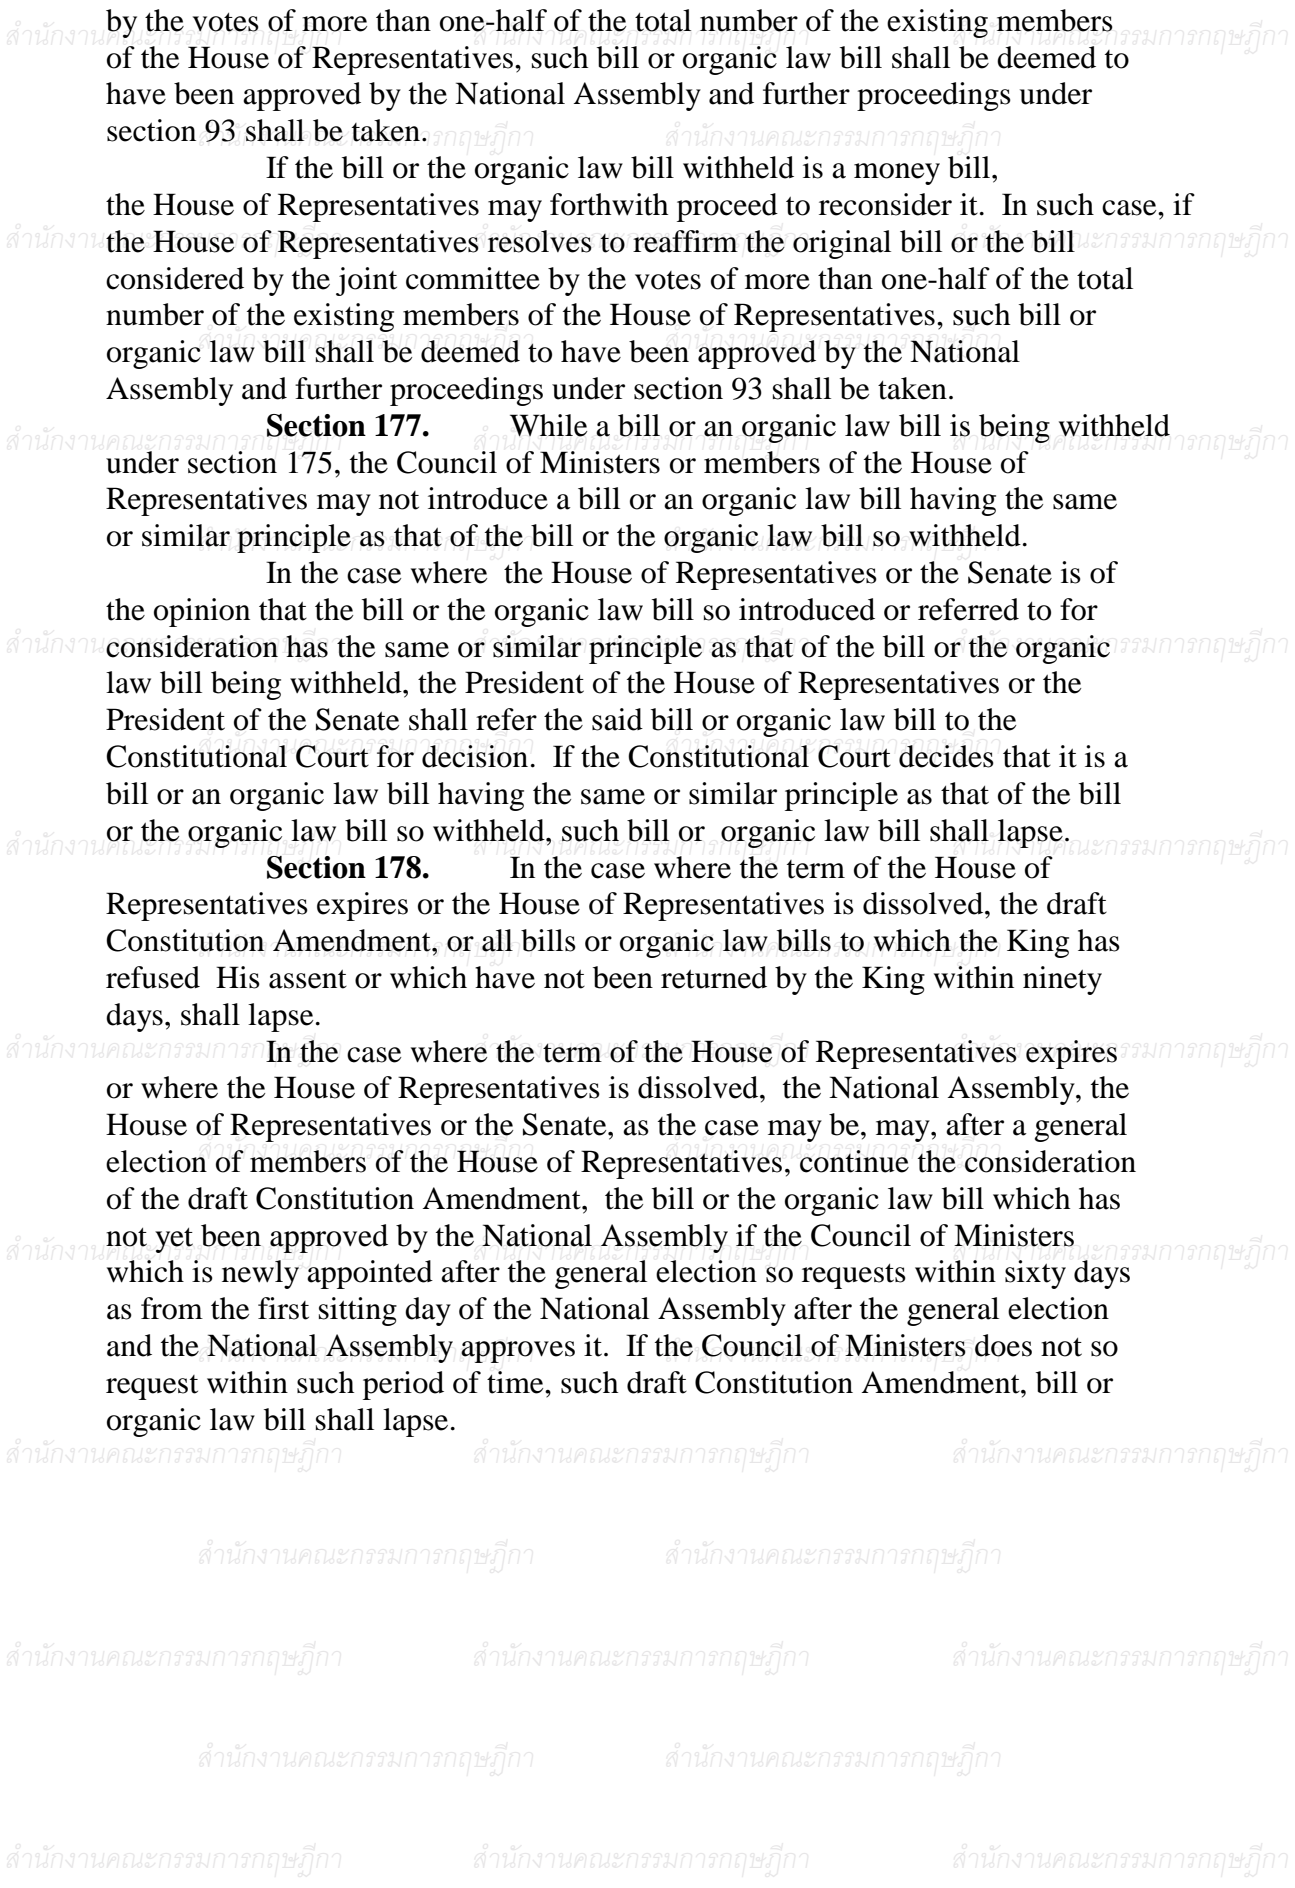 by the votes of more than one-half of the total number of the existing members
of the House of Representatives, such bill or organic law bill shall be deemed to
have been approved by the National Assembly and further proceedings under
section 93 shall be taken.
If the bill or the organic law bill withheld is a money bill,
the House of Representatives may forthwith proceed to reconsider it.  In such case, if
the House of Representatives resolves to reaffirm the original bill or the bill
considered by the joint committee by the votes of more than one-half of the total
number of the existing members of the House of Representatives, such bill or
organic law bill shall be deemed to have been approved by the National
Assembly and further proceedings under section 93 shall be taken.
Section 177. While a bill or an organic law bill is being withheld
under section 175, the Council of Ministers or members of the House of
Representatives may not introduce a bill or an organic law bill having the same
or similar principle as that of the bill or the organic law bill so withheld.
In the case where  the House of Representatives or the Senate is of
the opinion that the bill or the organic law bill so introduced or referred to for
consideration has the same or similar principle as that of the bill or the organic
law bill being withheld, the President of the House of Representatives or the
President of the Senate shall refer the said bill or organic law bill to the
Constitutional Court for decision.  If the Constitutional Court decides that it is a
bill or an organic law bill having the same or similar principle as that of the bill
or the organic law bill so withheld, such bill or  organic law bill shall lapse.
Section 178. In the case where the term of the House of
Representatives expires or the House of Representatives is dissolved, the draft
Constitution Amendment, or all bills or organic law bills to which the King has
refused  His assent or which have not been returned by the King within ninety
days, shall lapse.
In the case where the term of the House of Representatives expires
or where the House of Representatives is dissolved,  the National Assembly, the
House of Representatives or the Senate, as the case may be, may, after a general
election of members of the House of Representatives, continue the consideration
of the draft Constitution Amendment,  the bill or the organic law bill which has
not yet been approved by the National Assembly if the Council of Ministers
which is newly appointed after the general election so requests within sixty days
as from the first sitting day of the National Assembly after the general election
and the National Assembly approves it.  If the Council of Ministers does not so
request within such period of time, such draft Constitution Amendment, bill or
organic law bill shall lapse.
สำนักงานคณะกรรมการกฤษฎีกา สำนักงานคณะกรรมการกฤษฎีกา สำนักงานคณะกรรมการกฤษฎีกา
สำนักงานคณะกรรมการกฤษฎีกา สำนักงานคณะกรรมการกฤษฎีกา
สำนักงานคณะกรรมการกฤษฎีกา สำนักงานคณะกรรมการกฤษฎีกา สำนักงานคณะกรรมการกฤษฎีกา
สำนักงานคณะกรรมการกฤษฎีกา สำนักงานคณะกรรมการกฤษฎีกา
สำนักงานคณะกรรมการกฤษฎีกา สำนักงานคณะกรรมการกฤษฎีกา สำนักงานคณะกรรมการกฤษฎีกา